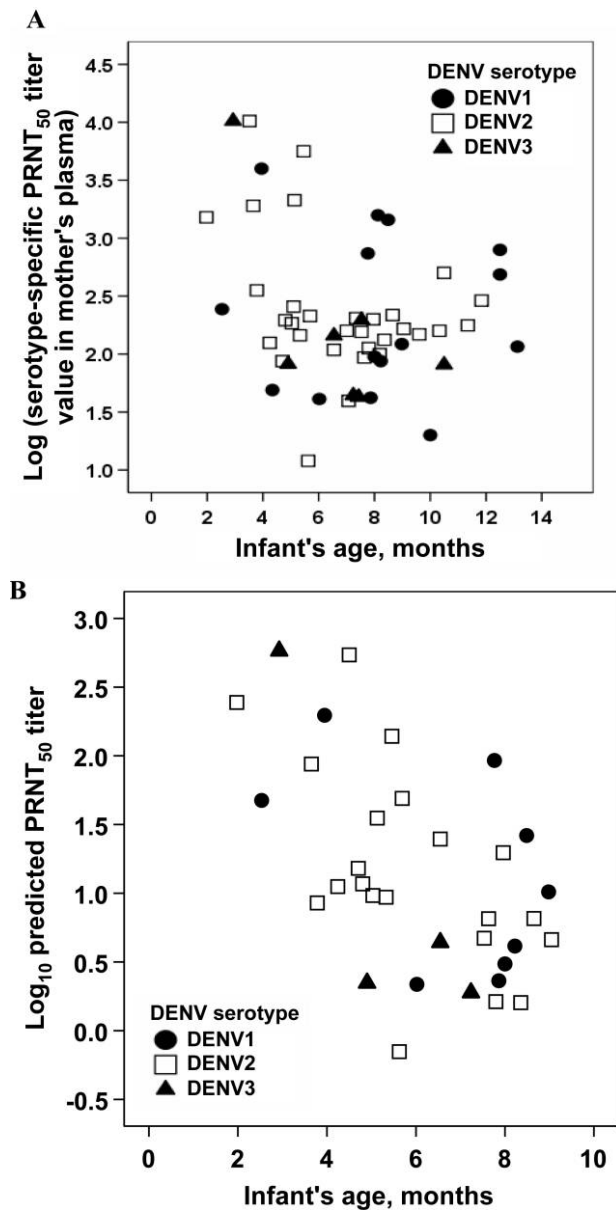 A
Log (serotype-specific PRNT50 titer
value in mother's plasma)
4.5
4.0
3.5
3.0
2.5
2.0
1.5
1.0
DENV serotype
DENV1
DENV2
DENV3
0 2 4 6 8 10 12 14
Infant's age, months
B
Log10 predicted PRNT50 titer
3.0
2.5
2.0
1.5
1.0
0.5
0.0
-0.5
DENV serotype
DENV1
DENV2
DENV3
0 2 4 6 8 10
Infant's age, months